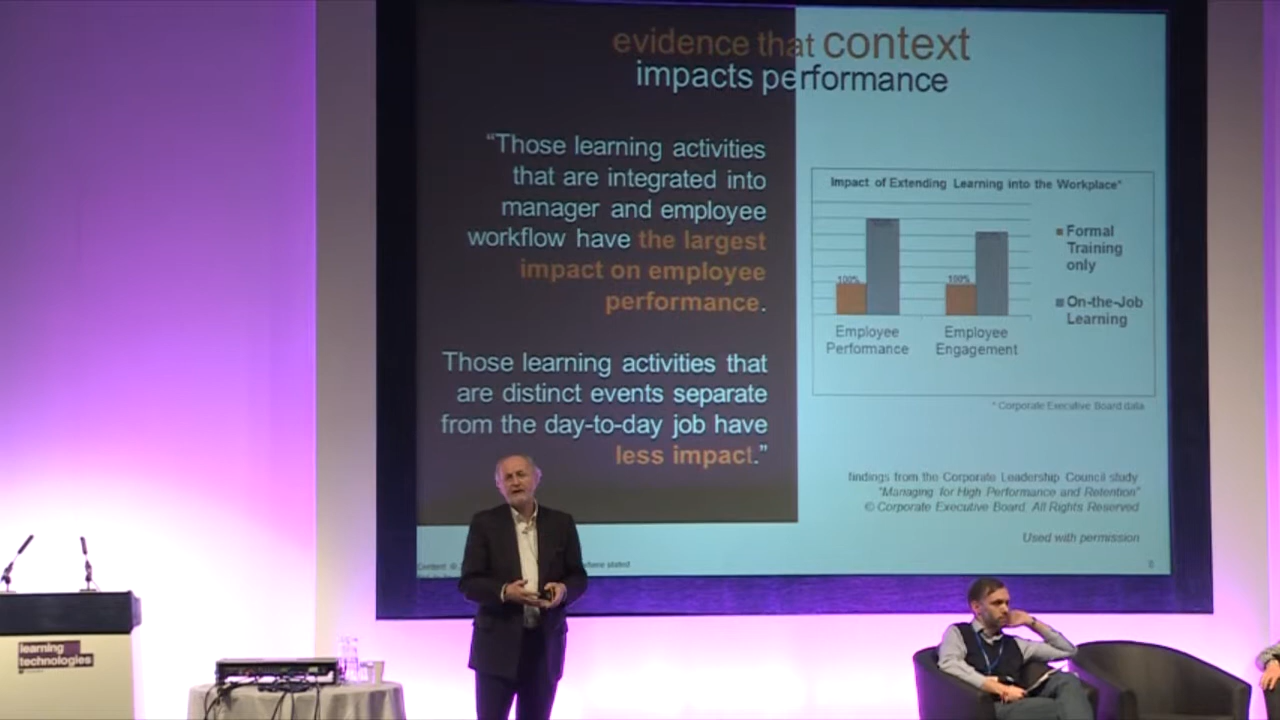 evidence that context
impacts performance
“Those learning activities
that are integrated into
manager and employee
workflow have the largest
impact on employee
performance.
Those learning activities that
are distinct events separate
from the day-to-day job have
less impact.”
Impact of Extending Learning into the Workplace*
100%
100%
Formal
Training
only
On-the-Job
Learning
Employee
Performance
Employee
Engagement
* Corporate Executive Board data
findings from the Corporate Leadership Council study
"Managing for High Performance and Retention"
© Corporate Executive Board. All Rights Reserved
Used with permission
Content ©
where stated
learning
technologies